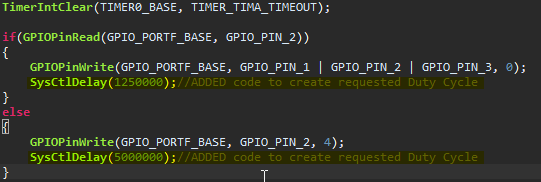 TimerIntClear(TIMER0_BASE, TIMER_TIMA_TIMEOUT);
if(GPIOPinRead(GPIO_PORTF_BASE, GPIO_PIN_2))
{
GPIOPinWrite(GPIO_PORTF_BASE, GPIO_PIN_1 | GPIO_PIN_2 | GPIO_PIN_3, 0);
SysCtlDelay(1250000);//ADDED code to create requested Duty Cycle
}
else
{
GPIOPinWrite(GPIO_PORTF_BASE, GPIO_PIN_2, 4);
SysCtlDelay(5000000);//ADDED code to create requested Duty Cycle
}